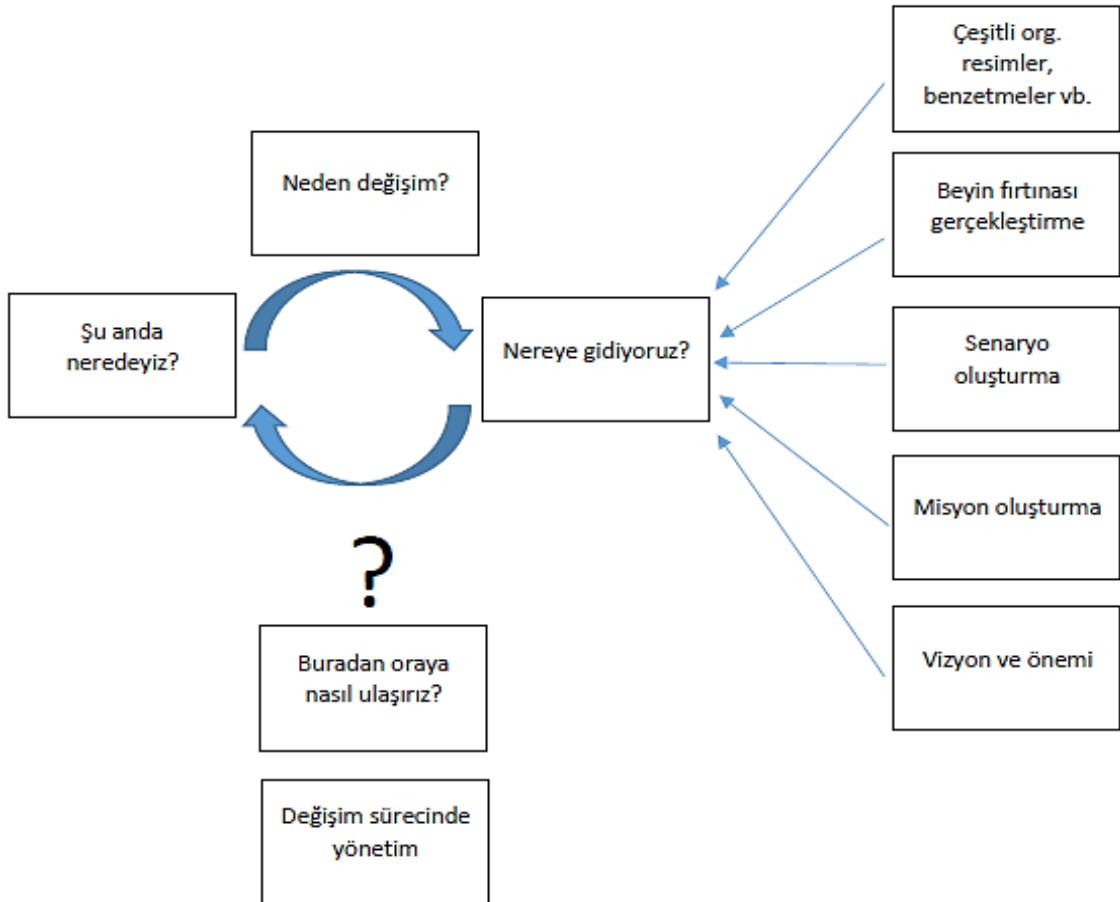 Neden değişim?
Şu anda
neredeyiz?
Nereye gidiyoruz?
?
Buradan oraya
nasıl ulaşırız?
Değişim sürecinde
yönetim
Çeşitli org.
resimler,
benzetmeler vb.
Beyin fırtınası
gerçekleştirme
Senaryo
oluşturma
Misyon oluşturma
Vizyon ve önemi